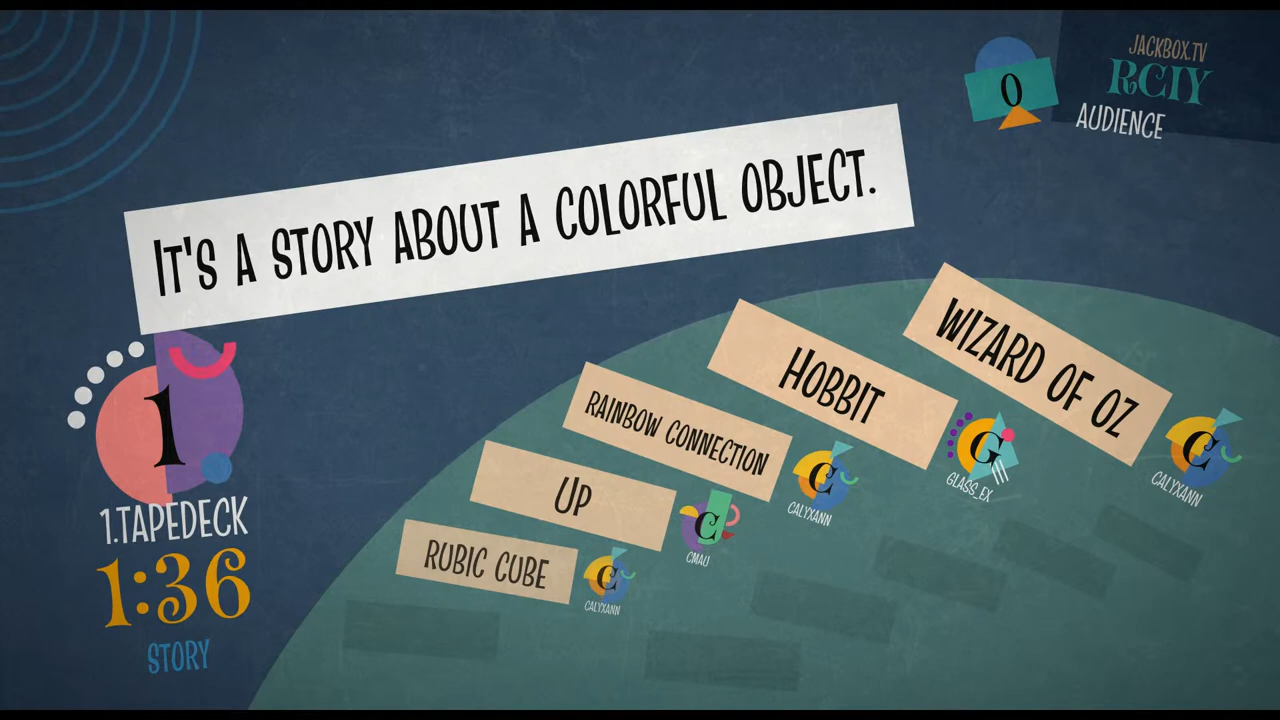 JACKBOX.TV
RCIY
0
AUDIENCE
IT'S A STORY ABOUT A COLORFUL OBJECT.
WIZARD OF OZ
C
CALYXANN
HOBBIT
G
GLASS_EX
RAINBOW CONNECTION
C
CALYXANN
UP
C
CMAU
RUBIC CUBE
C
CALYXANN
1
1.TAPEDECK
1:36
STORY